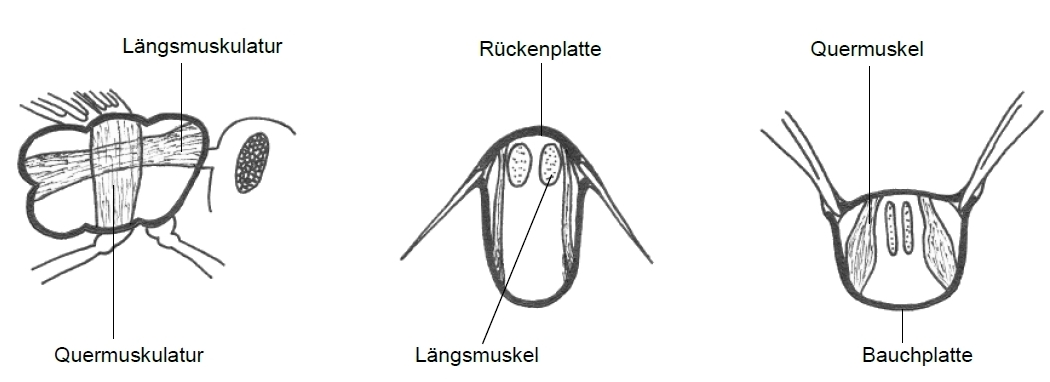 Längsmuskulatur
Rückenplatte
Quermuskel
Quermuskulatur
Längsmuskel
Bauchplatte